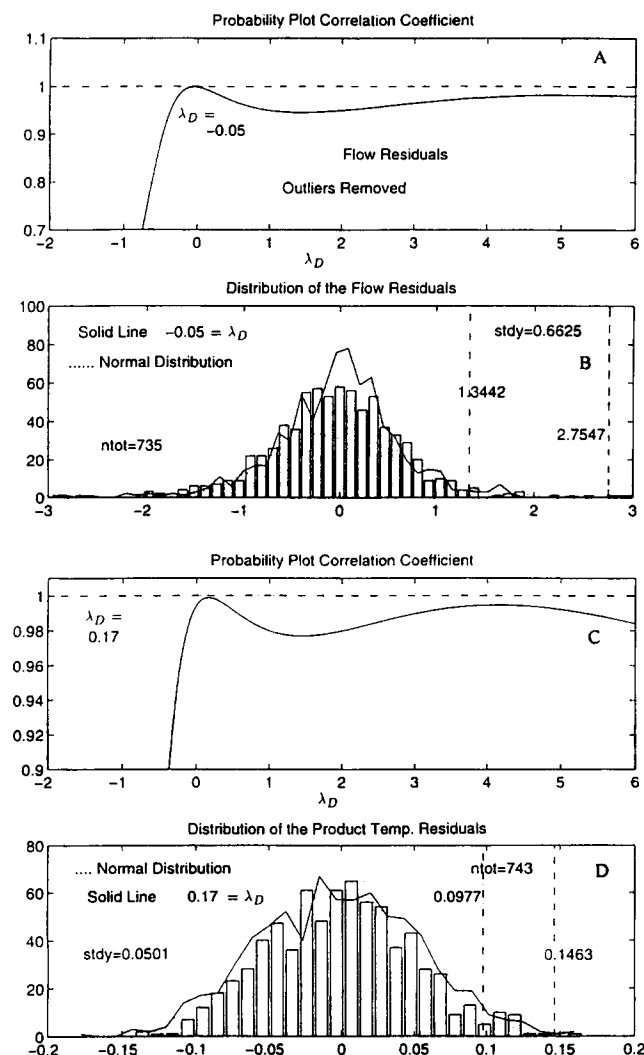 Probability Plot Correlation Coefficient
1.1
1
0.9
0.8
0.7
A
λD =
-0.05
Flow Residuals
Outliers Removed
-2 -1 0 1 2 3 4 5 6
λD
Distribution of the Flow Residuals
100
80
60
40
20
0
Solid Line -0.05 = λD
stdy=0.6625
...... Normal Distribution
B
1.3442
2.7547
ntot=735
-3 -2 -1 0 1 2 3
Probability Plot Correlation Coefficient
1
0.98
0.96
0.94
0.92
0.9
λD =
0.17
C
-2 -1 0 1 2 3 4 5 6
λD
Distribution of the Product Temp. Residuals
80
60
40
20
0
.... Normal Distribution
ntot=743
D
Solid Line 0.17 = λD
0.0977
stdy=0.0501
0.1463
-0.2 -0.15 -0.1 -0.05 0 0.05 0.1 0.15 0.2